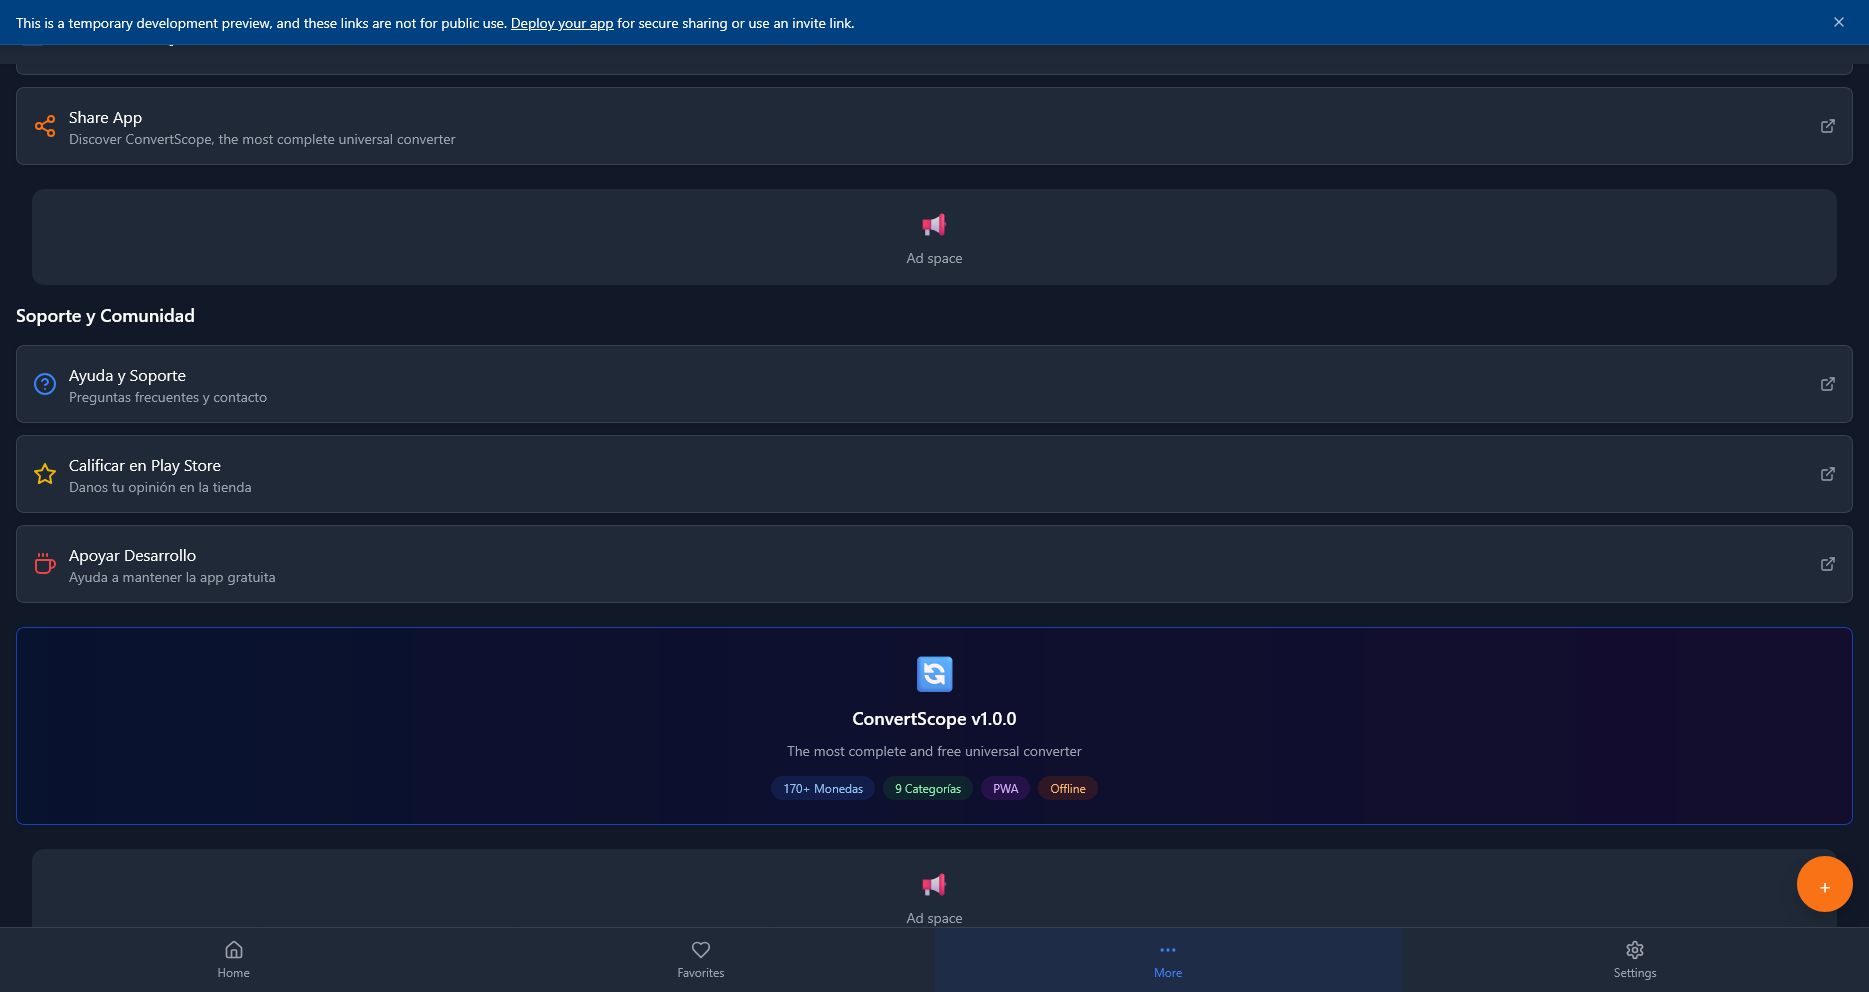 This is a temporary development preview, and these links are not for public use. Deploy your app for secure sharing or use an invite link.
Share App
Discover ConvertScope, the most complete universal converter
Ad space
Soporte y Comunidad
Ayuda y Soporte
Preguntas frecuentes y contacto
Calificar en Play Store
Danos tu opinión en la tienda
Apoyar Desarrollo
Ayuda a mantener la app gratuita
ConvertScope v1.0.0
The most complete and free universal converter
170+ Monedas
9 Categorías
PWA
Offline
Ad space
+
Home
Favorites
More
Settings